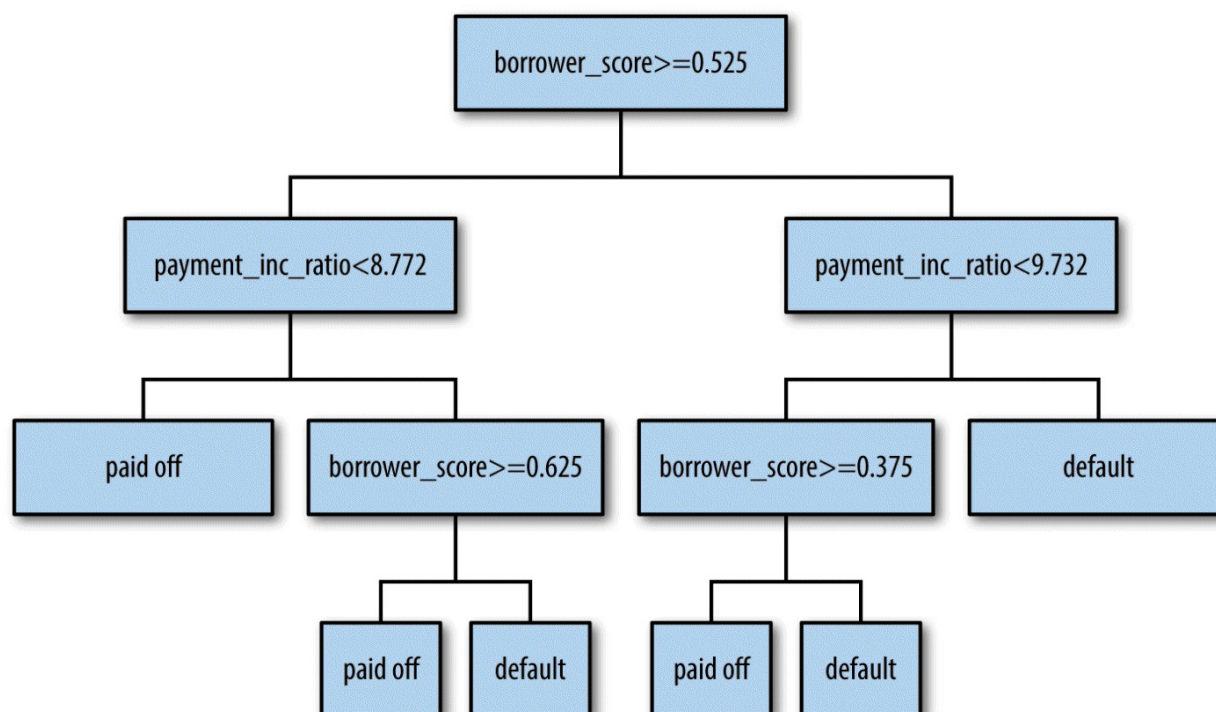 borrower_score>=0.525
payment_inc_ratio<8.772
payment_inc_ratio<9.732
paid off
borrower_score>=0.625
borrower_score>=0.375
default
paid off
default
paid off
default